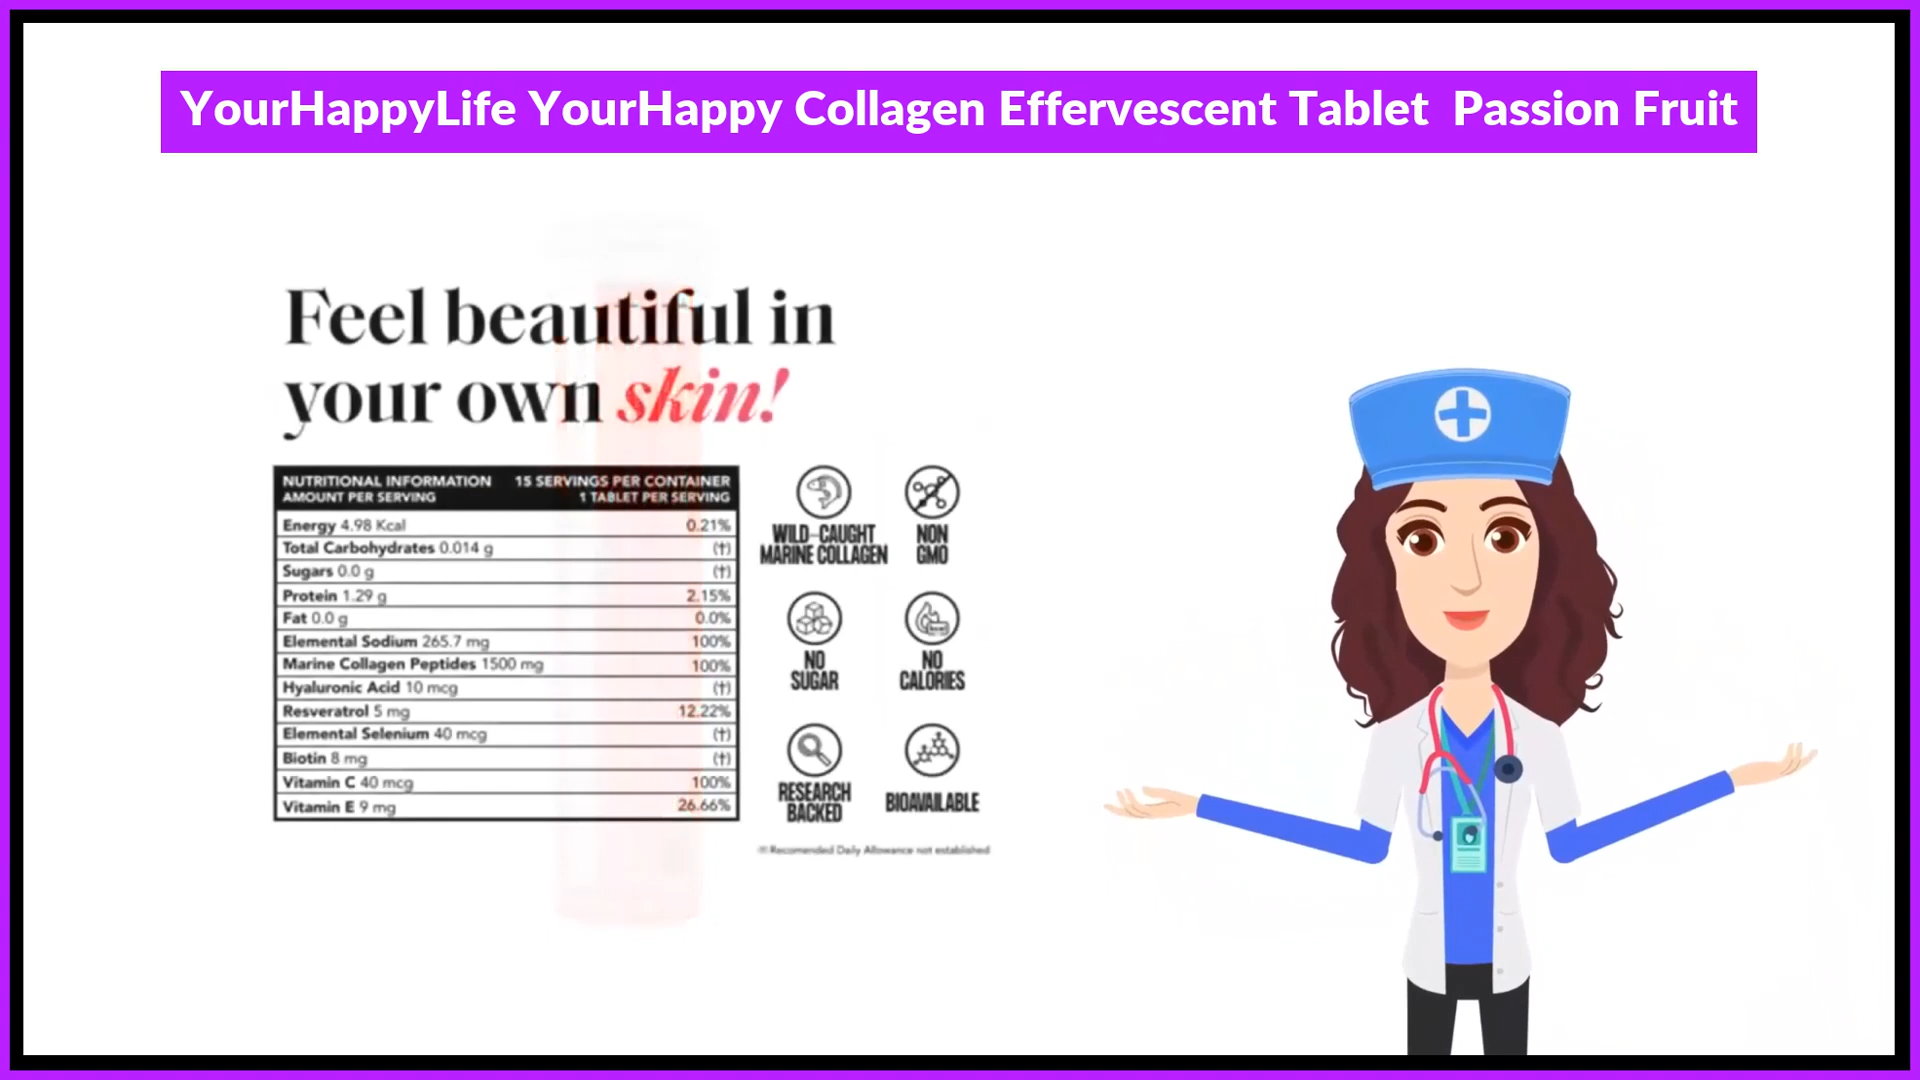 YourHappyLife YourHappy Collagen Effervescent Tablet Passion Fruit
Feel beautiful in
your own skin!
NUTRITIONAL INFORMATION 15 SERVINGS PER CONTAINER
AMOUNT PER SERVING 1 TABLET PER SERVING
Energy 4.98 Kcal 0.21%
Total Carbohydrates 0.014 g (†)
Sugars 0.0 g (†)
Protein 1.29 g 2.15%
Fat 0.0 g 0.0%
Elemental Sodium 265.7 mg 100%
Marine Collagen Peptides 1500 mg 100%
Hyaluronic Acid 10 mcg (†)
Resveratrol 5 mg 12.22%
Elemental Selenium 40 mcg (†)
Biotin 8 mg (†)
Vitamin C 40 mcg 100%
Vitamin E 9 mg 26.66%
WILD-CAUGHT
MARINE COLLAGEN
NON
GMO
NO
SUGAR
NO
CALORIES
RESEARCH
BACKED
BIOAVAILABLE
(†) Recomended Daily Allowance not established